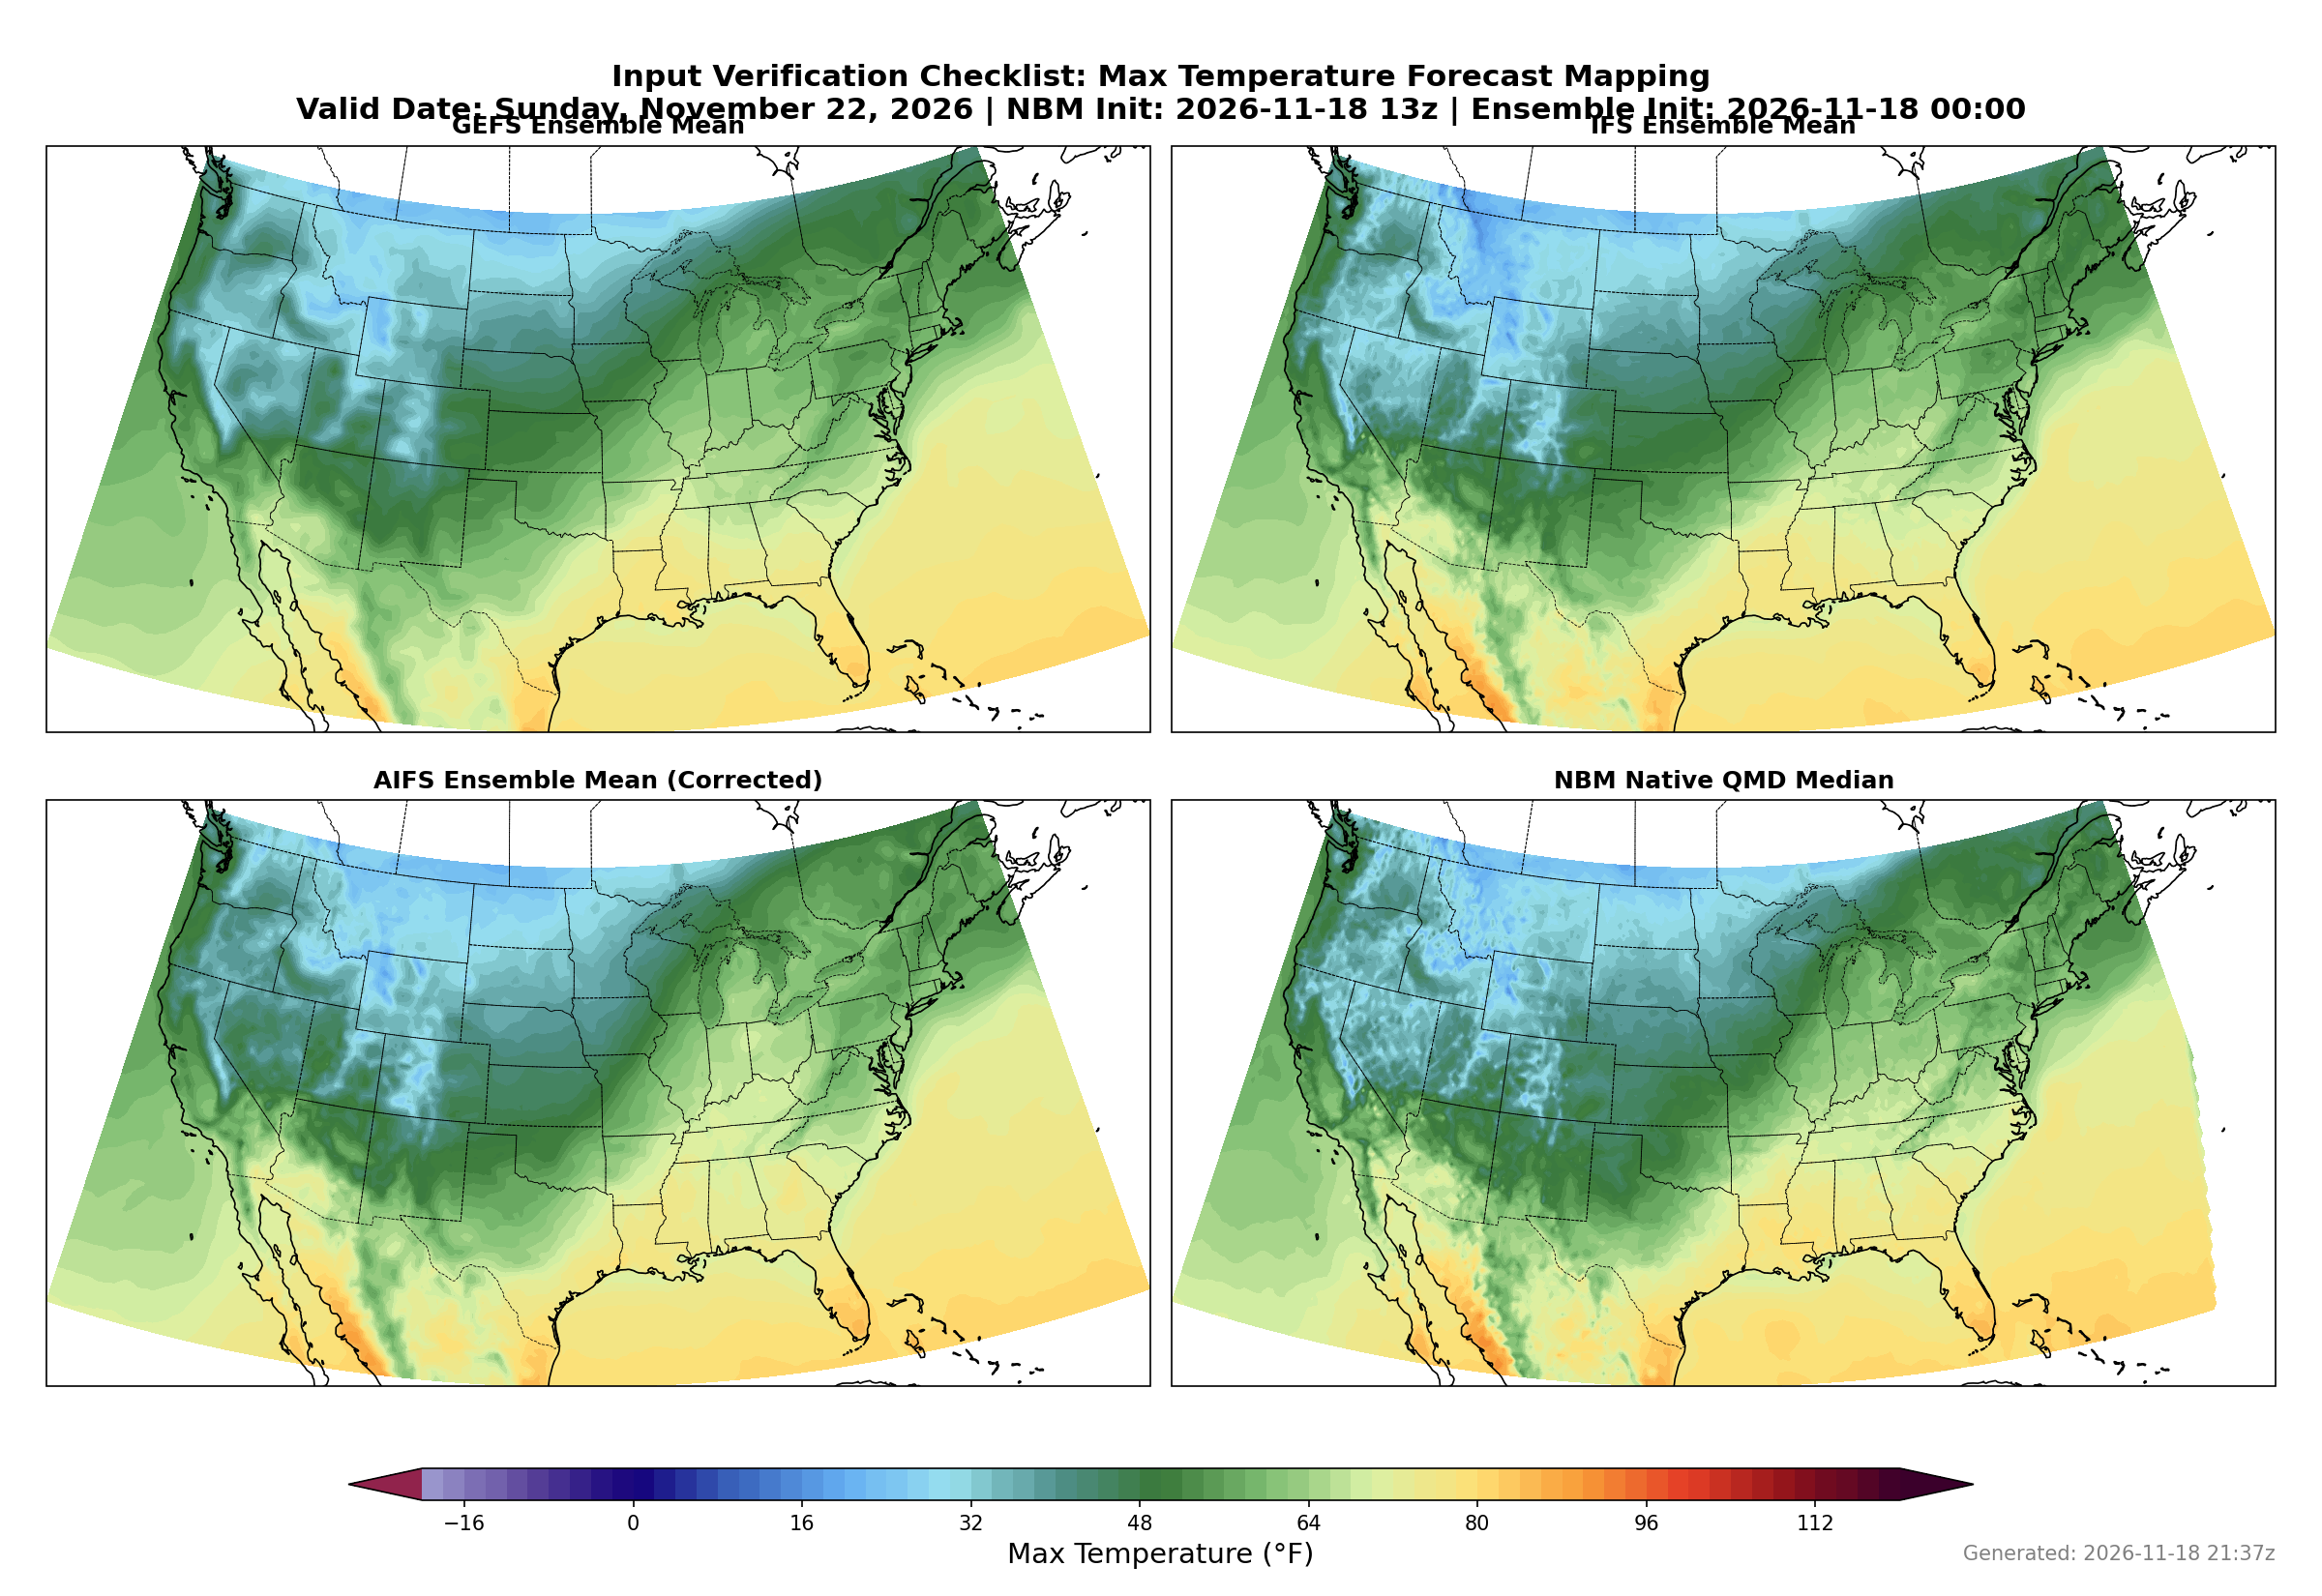 Input Verification Checklist: Max Temperature Forecast Mapping
Valid Date: Sunday, November 22, 2026 | NBM Init: 2026-11-18 13z | Ensemble Init: 2026-11-18 00:00
GEFS Ensemble Mean
IFS Ensemble Mean
AIFS Ensemble Mean (Corrected)
NBM Native QMD Median
−16 0 16 32 48 64 80 96 112
Max Temperature (°F)
Generated: 2026-11-18 21:37z